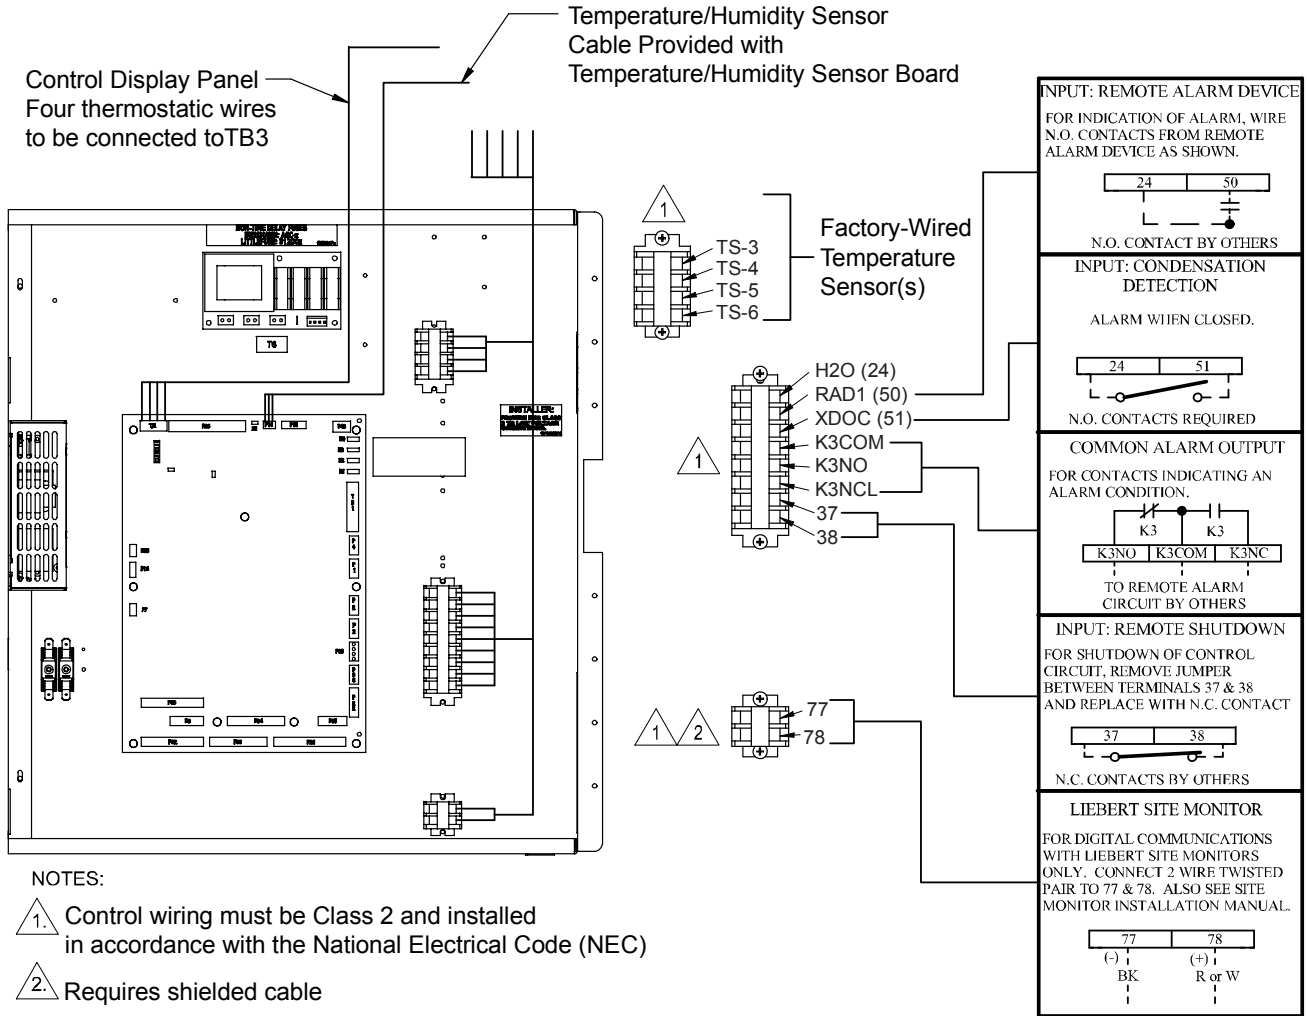 Temperature/Humidity Sensor
Cable Provided with
Temperature/Humidity Sensor Board
Control Display Panel
Four thermostatic wires
to be connected toTB3
1
TS-3
TS-4
TS-5
TS-6
Factory-Wired
Temperature
Sensor(s)
T6
INSTALLER:
1
H2O (24)
RAD1 (50)
XDOC (51)
K3COM
K3NO
K3NCL
37
38
1
2
77
78
INPUT: REMOTE ALARM DEVICE
FOR INDICATION OF ALARM, WIRE
N.O. CONTACTS FROM REMOTE
ALARM DEVICE AS SHOWN.
24
50
N.O. CONTACT BY OTHERS
INPUT: CONDENSATION
DETECTION
ALARM WHEN CLOSED.
24
51
N.O. CONTACTS REQUIRED
COMMON ALARM OUTPUT
FOR CONTACTS INDICATING AN
ALARM CONDITION.
K3
K3
K3NO
K3COM
K3NC
TO REMOTE ALARM
CIRCUIT BY OTHERS
INPUT: REMOTE SHUTDOWN
FOR SHUTDOWN OF CONTROL
CIRCUIT, REMOVE JUMPER
BETWEEN TERMINALS 37 & 38
AND REPLACE WITH N.C. CONTACT
37
38
N.C. CONTACTS BY OTHERS
LIEBERT SITE MONITOR
FOR DIGITAL COMMUNICATIONS
WITH LIEBERT SITE MONITORS
ONLY. CONNECT 2 WIRE TWISTED
PAIR TO 77 & 78. ALSO SEE SITE
MONITOR INSTALLATION MANUAL.
77
78
(-)
(+)
BK
R or W
NOTES:
1. Control wiring must be Class 2 and installed
in accordance with the National Electrical Code (NEC)
2. Requires shielded cable